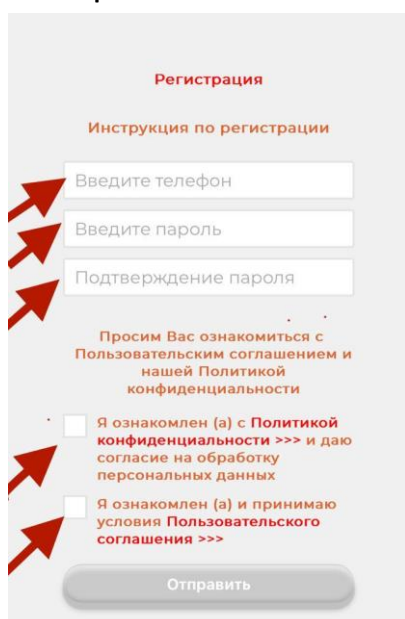 Регистрация
Инструкция по регистрации
Введите телефон
Введите пароль
Подтверждение пароля
Просим Вас ознакомиться с
Пользовательским соглашением и
нашей Политикой
конфиденциальности
Я ознакомлен (а) с Политикой
конфиденциальности >>> и даю
согласие на обработку
персональных данных
Я ознакомлен (а) и принимаю
условия Пользовательского
соглашения >>>
Отправить